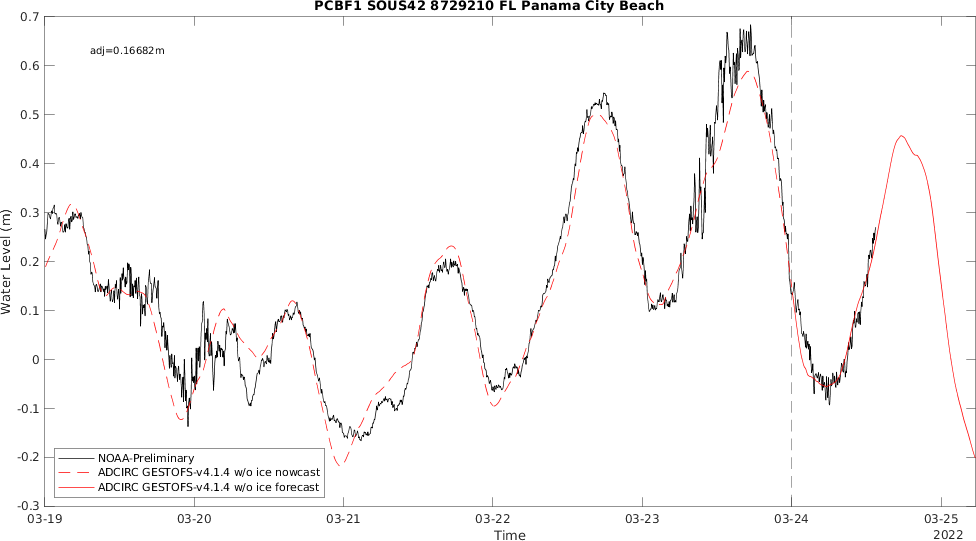 PCBF1 SOUS42 8729210 FL Panama City Beach
adj=0.16682m
Water Level (m)
0.7
0.6
0.5
0.4
0.3
0.2
0.1
0
-0.1
-0.2
-0.3
NOAA-Preliminary
ADCIRC GESTOFS-v4.1.4 w/o ice nowcast
ADCIRC GESTOFS-v4.1.4 w/o ice forecast
03-19 03-20 03-21 03-22 03-23 03-24 03-25
Time
2022